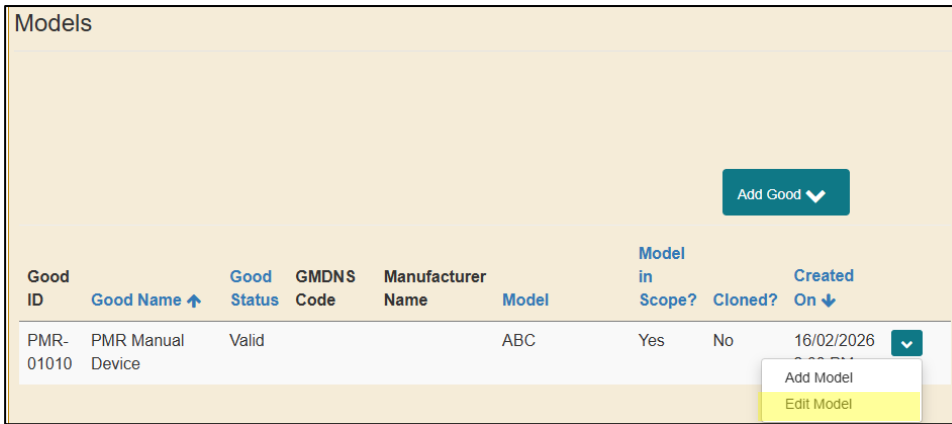 Models
Add Good
Good ID
Good Name
Good Status
GMDNS Code
Manufacturer Name
Model
Model in Scope?
Cloned?
Created On
PMR-01010
PMR Manual Device
Valid
ABC
Yes
No
16/02/2026
Add Model
Edit Model